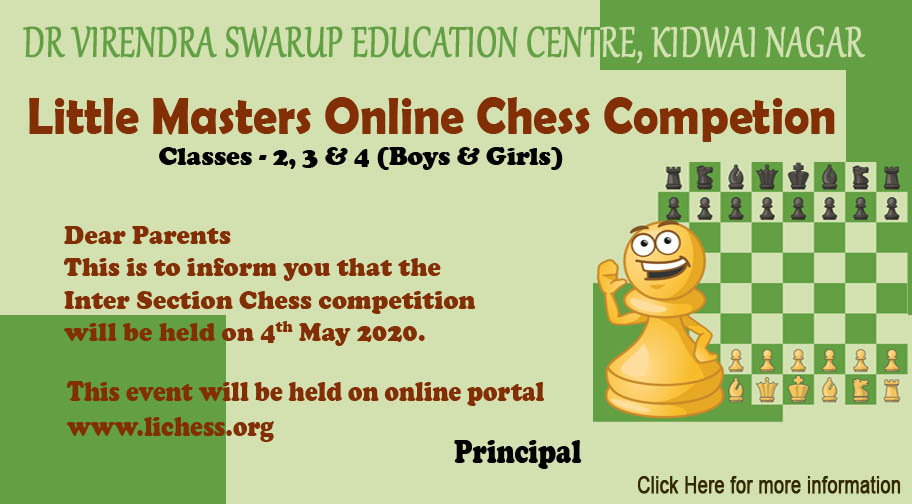 DR VIRENDRA SWARUP EDUCATION CENTRE, KIDWAI NAGAR
Little Masters Online Chess Competion
Classes - 2, 3 & 4 (Boys & Girls)
Dear Parents
This is to inform you that the
Inter Section Chess competition
will be held on 4th May 2020.
This event will be held on online portal
www.lichess.org
Principal
Click Here for more information